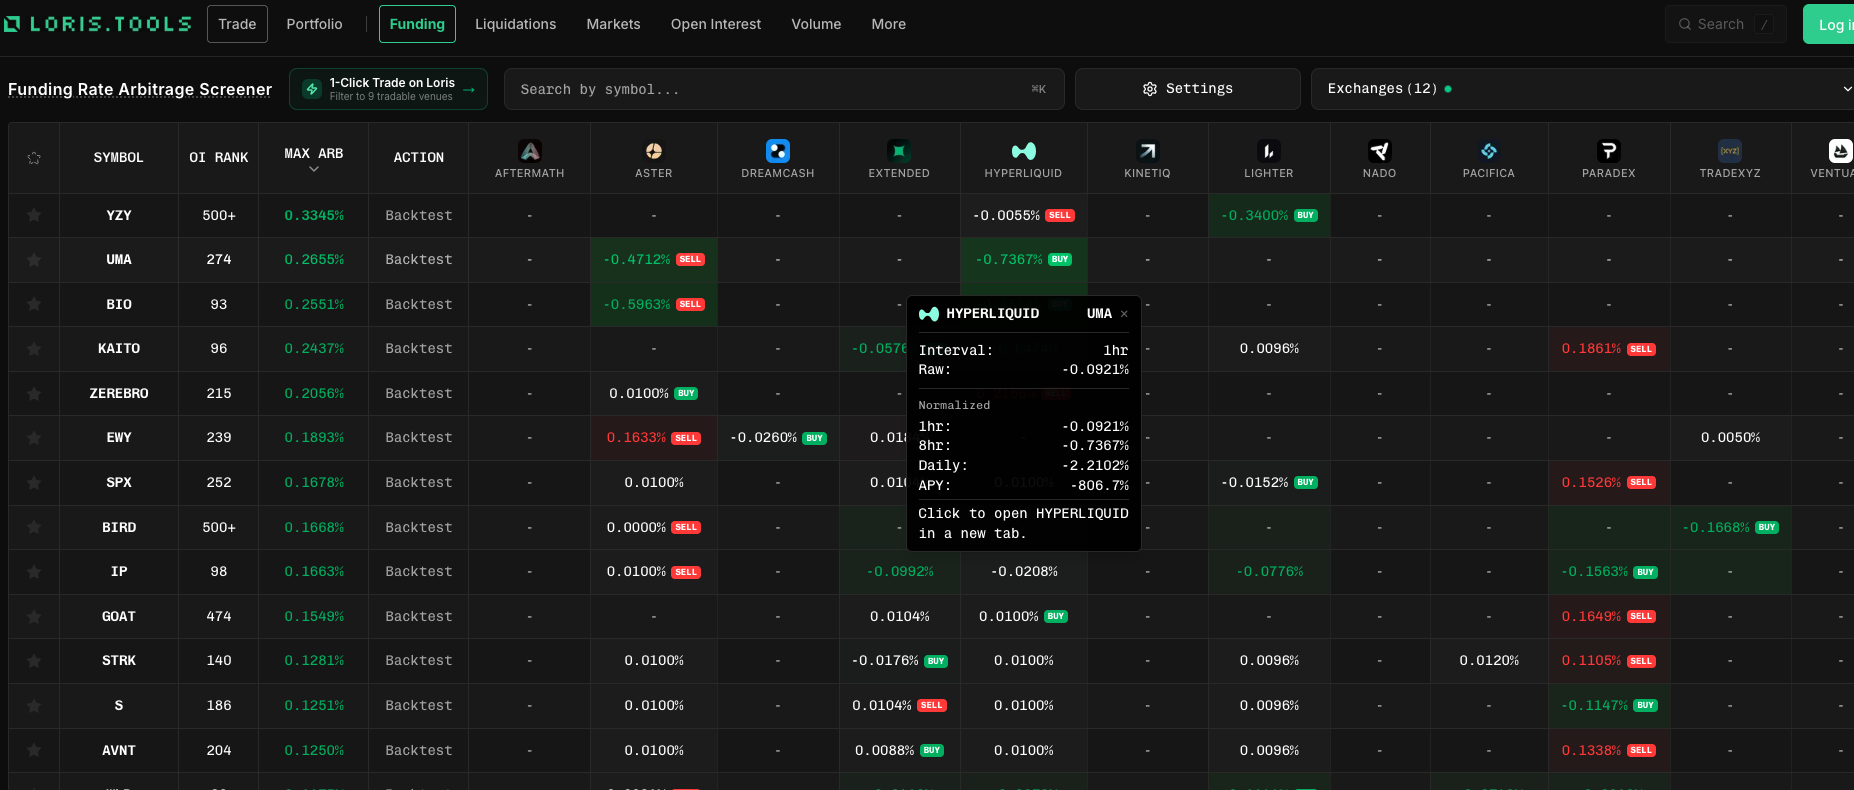 LORIS.TOOLS Trade Portfolio Funding Liquidations Markets Open Interest Volume More Search / Log in
Funding Rate Arbitrage Screener 1-Click Trade on Loris → Search by symbol... ⌘K Settings Exchanges (12)
Filter to 9 tradable venues
SYMBOL OI RANK MAX ARB ACTION AFTERMATH ASTER DREAMCASH EXTENDED HYPERLIQUID KINETIQ LIGHTER NADO PACIFICA PARADEX TRADEXYZ VENTUA
YZY 500+ 0.3345% Backtest - - - - -0.0055% SELL - -0.3400% BUY - - - - -
UMA 274 0.2655% Backtest - -0.4712% SELL - - -0.7367% BUY - - - - - - -
BIO 93 0.2551% Backtest - -0.5963% SELL - - - - - - - - -
KAITO 96 0.2437% Backtest - - - -0.0576 - 0.0096% - - 0.1861% SELL - -
ZEREBRO 215 0.2056% Backtest - 0.0100% BUY - - - - - - - - -
EWY 239 0.1893% Backtest - 0.1633% SELL -0.0260% BUY 0.018 - - - - - 0.0050% -
SPX 252 0.1678% Backtest - 0.0100% - 0.010 - -0.0152% BUY - - 0.1526% SELL - -
BIRD 500+ 0.1668% Backtest - 0.0000% SELL - - - - - - - -0.1668% BUY -
IP 98 0.1663% Backtest - 0.0100% SELL - -0.0992% -0.0208% - -0.0776% - - -0.1563% BUY - -
GOAT 474 0.1549% Backtest - - - 0.0104% 0.0100% BUY - - - - 0.1649% SELL - -
STRK 140 0.1281% Backtest - 0.0100% - -0.0176% BUY 0.0100% - 0.0096% - 0.0120% 0.1105% SELL - -
S 186 0.1251% Backtest - 0.0100% - 0.0104% SELL 0.0100% - 0.0096% - - -0.1147% BUY - -
AVNT 204 0.1250% Backtest - 0.0100% - 0.0088% BUY 0.0100% - 0.0096% - - 0.1338% SELL - -
HYPERLIQUID UMA ×
Interval: 1hr
Raw: -0.0921%
Normalized
1hr: -0.0921%
8hr: -0.7367%
Daily: -2.2102%
APY: -806.7%
Click to open HYPERLIQUID
in a new tab.